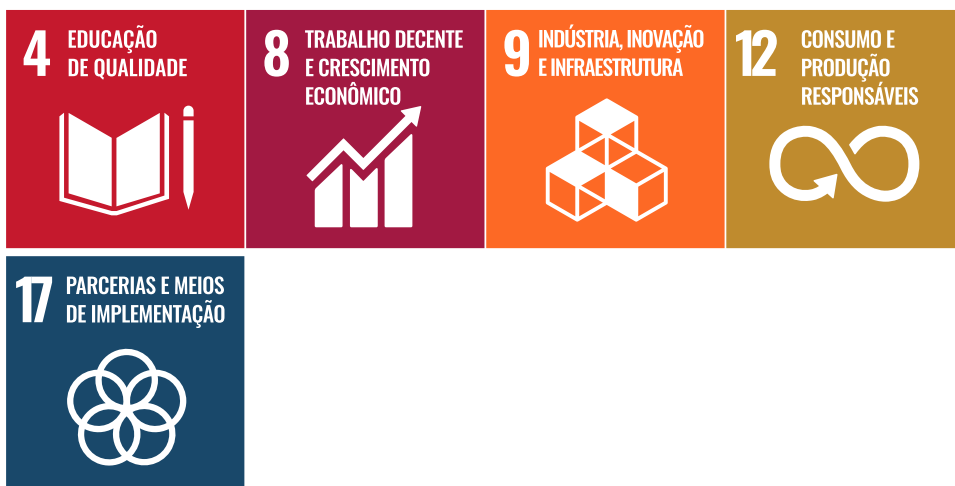 4
EDUCAÇÃO
DE QUALIDADE
8
TRABALHO DECENTE
E CRESCIMENTO
ECONÔMICO
9
INDÚSTRIA, INOVAÇÃO
E INFRAESTRUTURA
12
CONSUMO E
PRODUÇÃO
RESPONSÁVEIS
17
PARCERIAS E MEIOS
DE IMPLEMENTAÇÃO